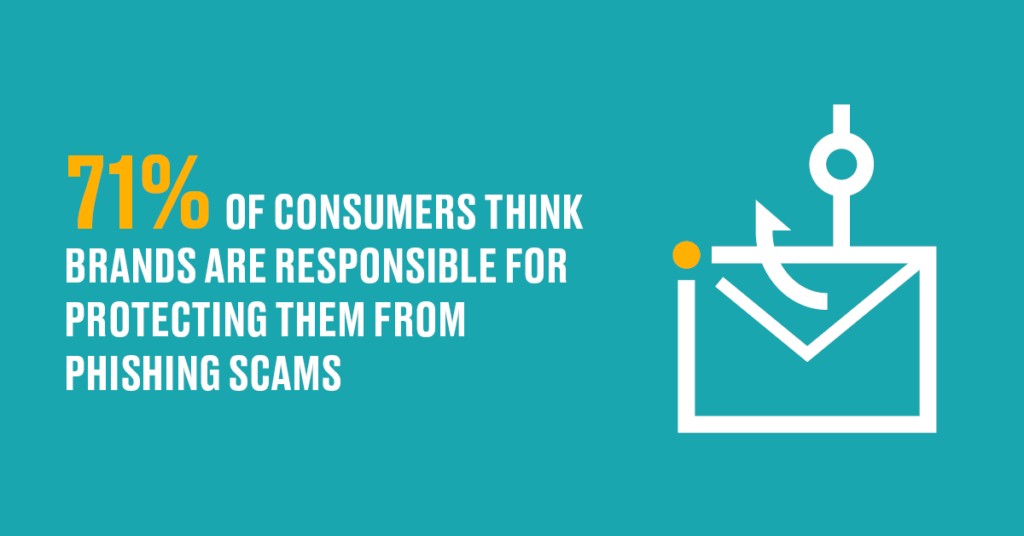 71% OF CONSUMERS THINK
BRANDS ARE RESPONSIBLE FOR
PROTECTING THEM FROM
PHISHING SCAMS